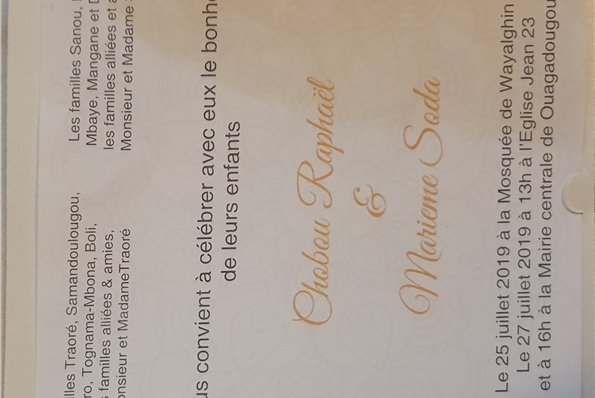 lles Traoré, Samandoulougou,
ro, Tognama-Mbona, Boli,
s familles alliées & amies,
onsieur et MadameTraoré
Les familles Sanou,
Mbaye, Mangane et
les familles alliées et a
Monsieur et Madame
us convient à célébrer avec eux le bonhe
de leurs enfants
Chobou Raphaël
&
Marieme Soda
Le 25 juillet 2019 à la Mosquée de Wayalghin
Le 27 juillet 2019 à 13h à l'Eglise Jean 23
et à 16h à la Mairie centrale de Ouagadougou